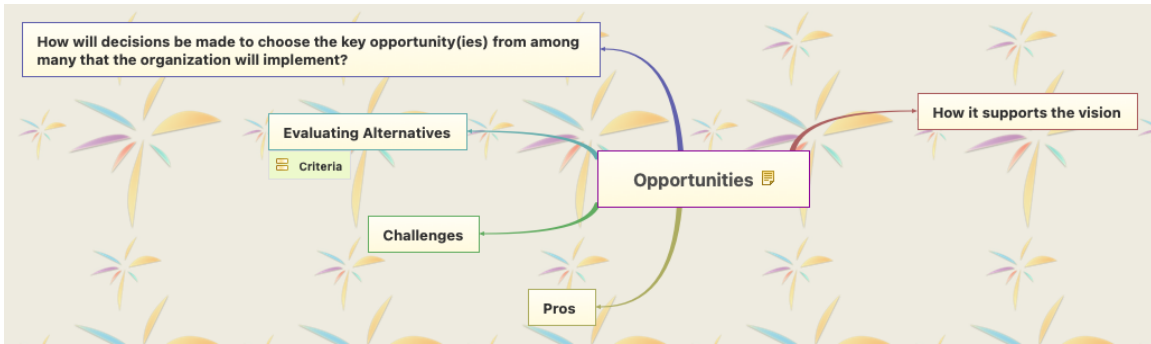 How will decisions be made to choose the key opportunity(ies) from among
many that the organization will implement?
How it supports the vision
Evaluating Alternatives
Criteria
Opportunities
Challenges
Pros